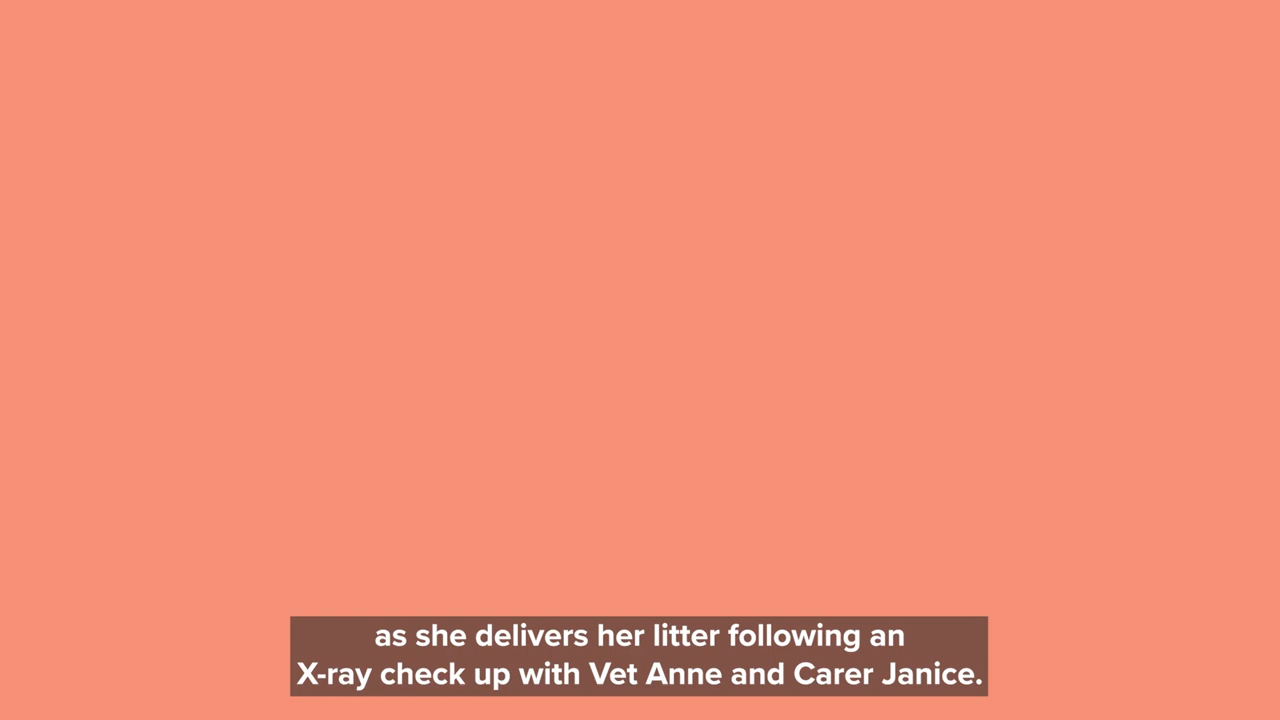 as she delivers her litter following an
X-ray check up with Vet Anne and Carer Janice.